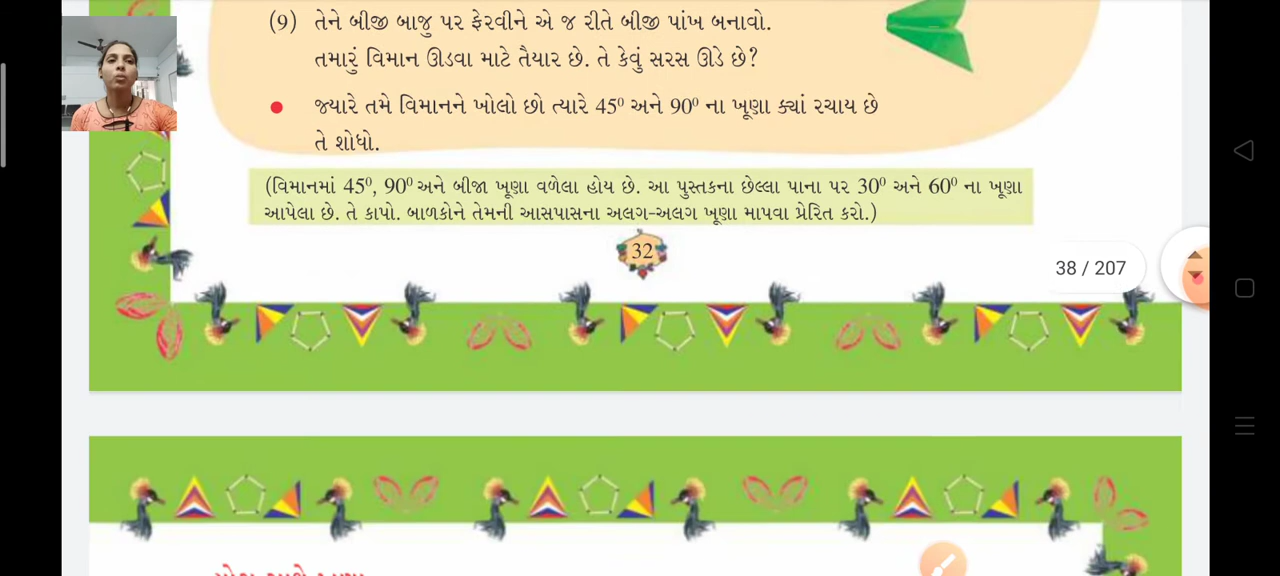 (9) તેને બીજી બાજુ પર ફેરવીને એ જ રીતે બીજી પાંખ બનાવો.
તમારું વિમાન ઊડવા માટે તૈયાર છે. તે કેવું સરસ ઊડે છે?
● જ્યારે તમે વિમાનને ખોલો છો ત્યારે 45⁰ અને 90⁰ ના ખૂણા ક્યાં રચાય છે
તે શોધો.
(વિમાનમાં 45⁰, 90⁰ અને બીજા ખૂણા વળેલા હોય છે. આ પુસ્તકના છેલ્લા પાના પર 30⁰ અને 60⁰ ના ખૂણા
આપેલા છે. તે કાપો. બાળકોને તેમની આસપાસના અલગ-અલગ ખૂણા માપવા પ્રેરિત કરો.)
32
38 / 207